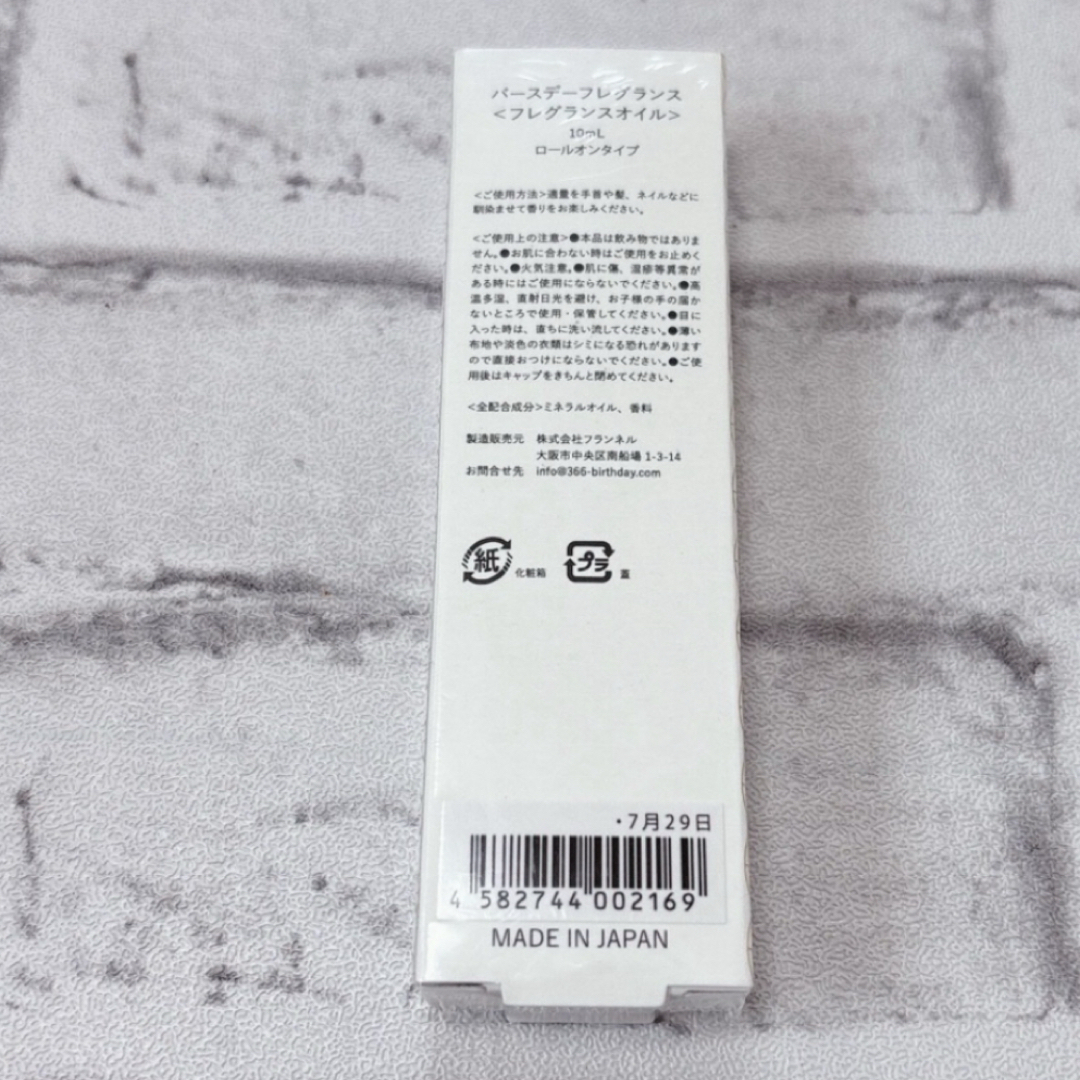 バースデーフレグランス
<フレグランスオイル>
10mL
ロールオンタイプ
<ご使用方法>適量を手首や髪、ネイルなどに
馴染ませて香りをお楽しみください。
<ご使用上の注意>●本品は飲み物ではありま
せん。●お肌に合わない時はご使用をお止めく
ださい。●火気注意。●肌に傷、湿疹等異常が
ある時にはご使用にならないでください。●高
温多湿、直射日光を避け、お子様の手の届か
ないところで使用・保管してください。●目に
入った時は、直ちに洗い流してください。●薄い
布地や淡色の衣類はシミになる恐れがあります
ので直接おつけにならないでください。●ご使
用後はキャップをきちんと閉めてください。
<全配合成分>ミネラルオイル、香料
製造販売元 株式会社フランネル
大阪市中央区南船場 1-3-14
お問合せ先 info@366-birthday.com
紙 化粧箱 プラ 蓋
・7月29日
4 582744 002169
MADE IN JAPAN